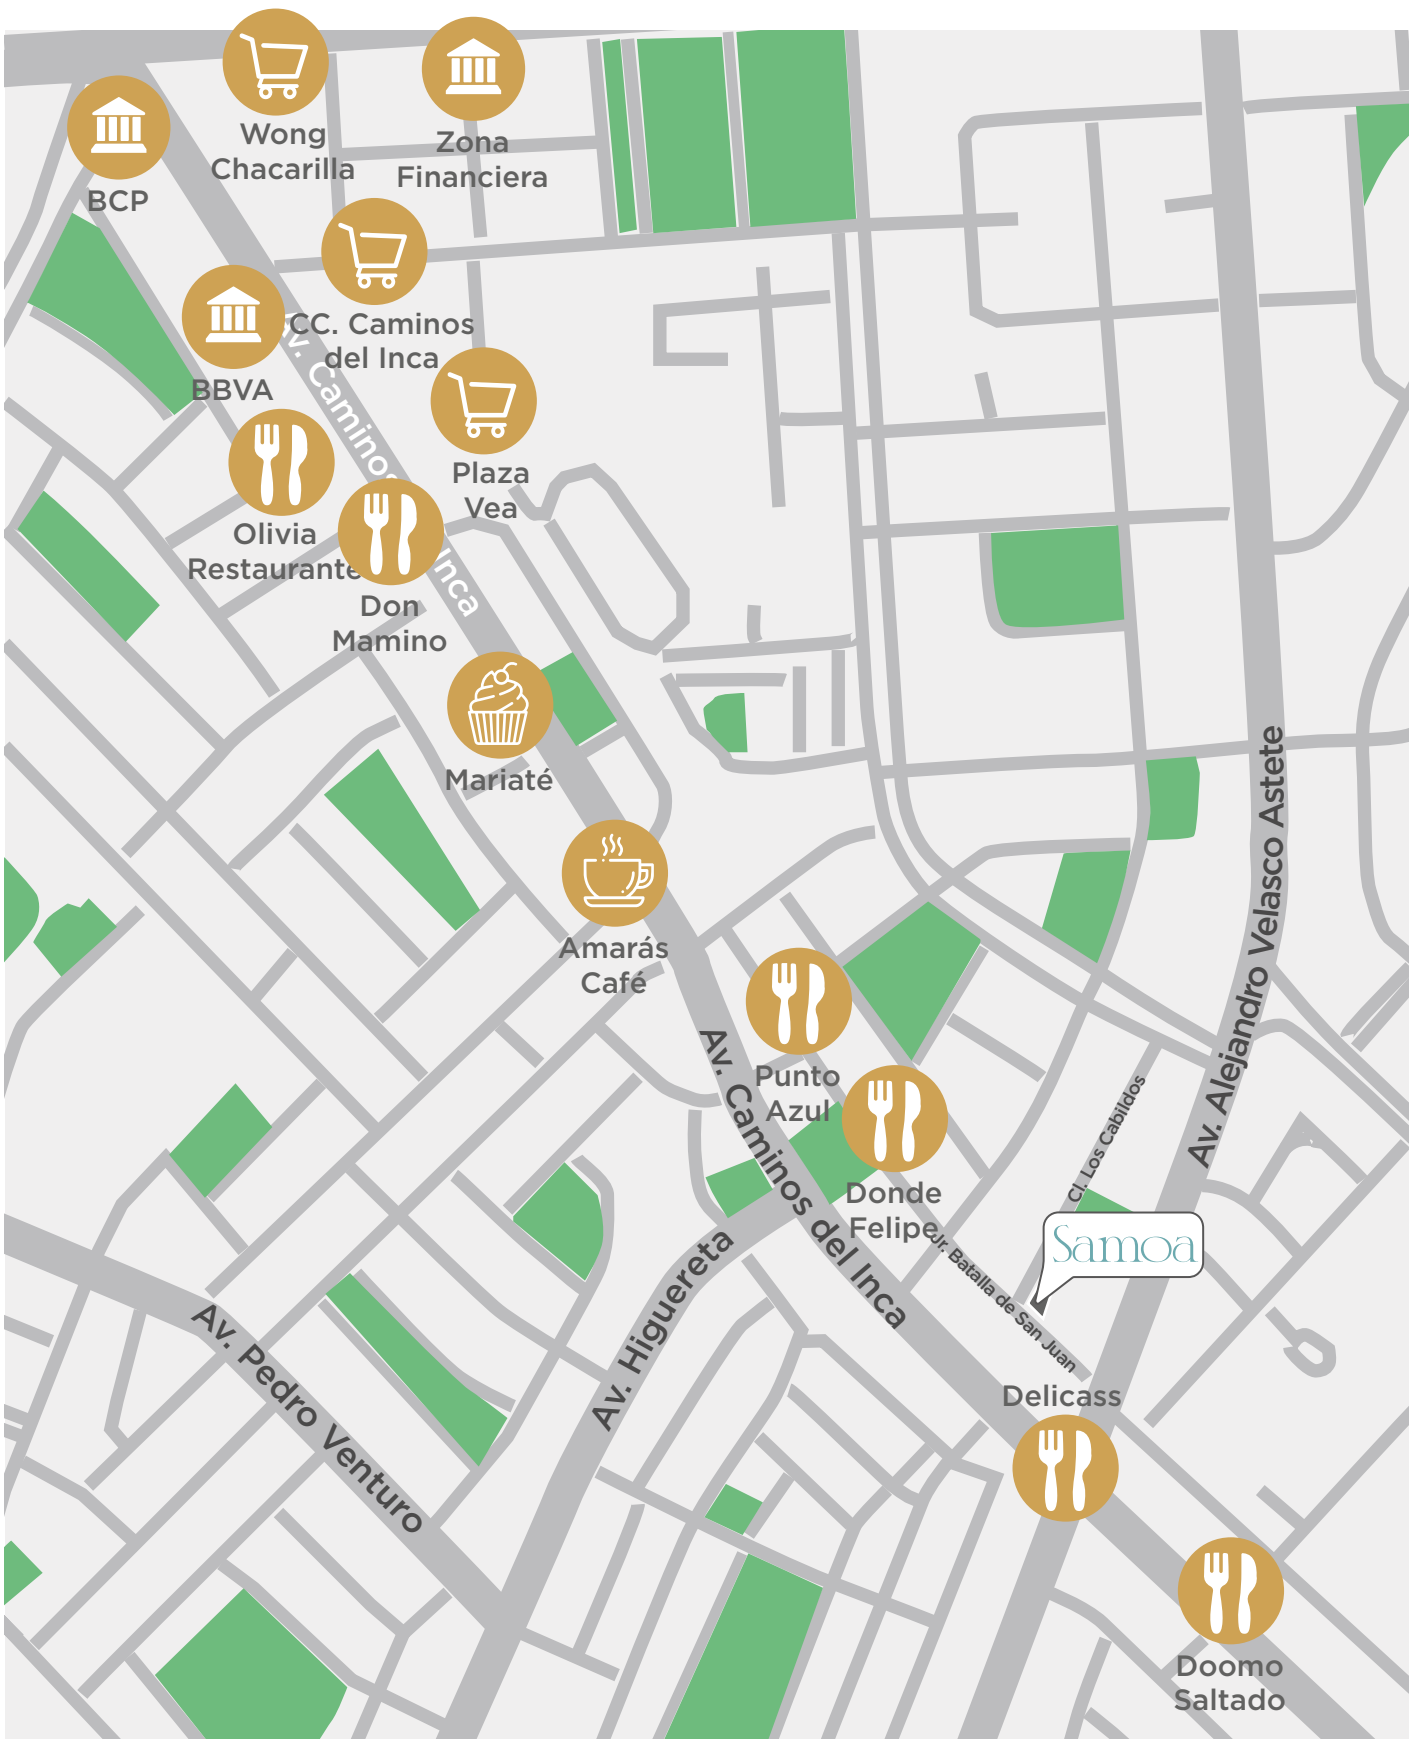 Wong
Chacarilla
Zona
Financiera
BCP
CC. Caminos
del Inca
BBVA
Av. Caminos
Inca
Plaza
Vea
Olivia
Restaurante
Don
Mamino
Mariaté
Amarás
Café
Av. Alejandro Velasco Astete
Punto
Azul
Av. Caminos del Inca
Cl. Los Cabildos
Donde
Felipe
Samoa
Jr. Batalla de San Juan
Av. Higuereta
Av. Pedro Venturo
Delicass
Doomo
Saltado